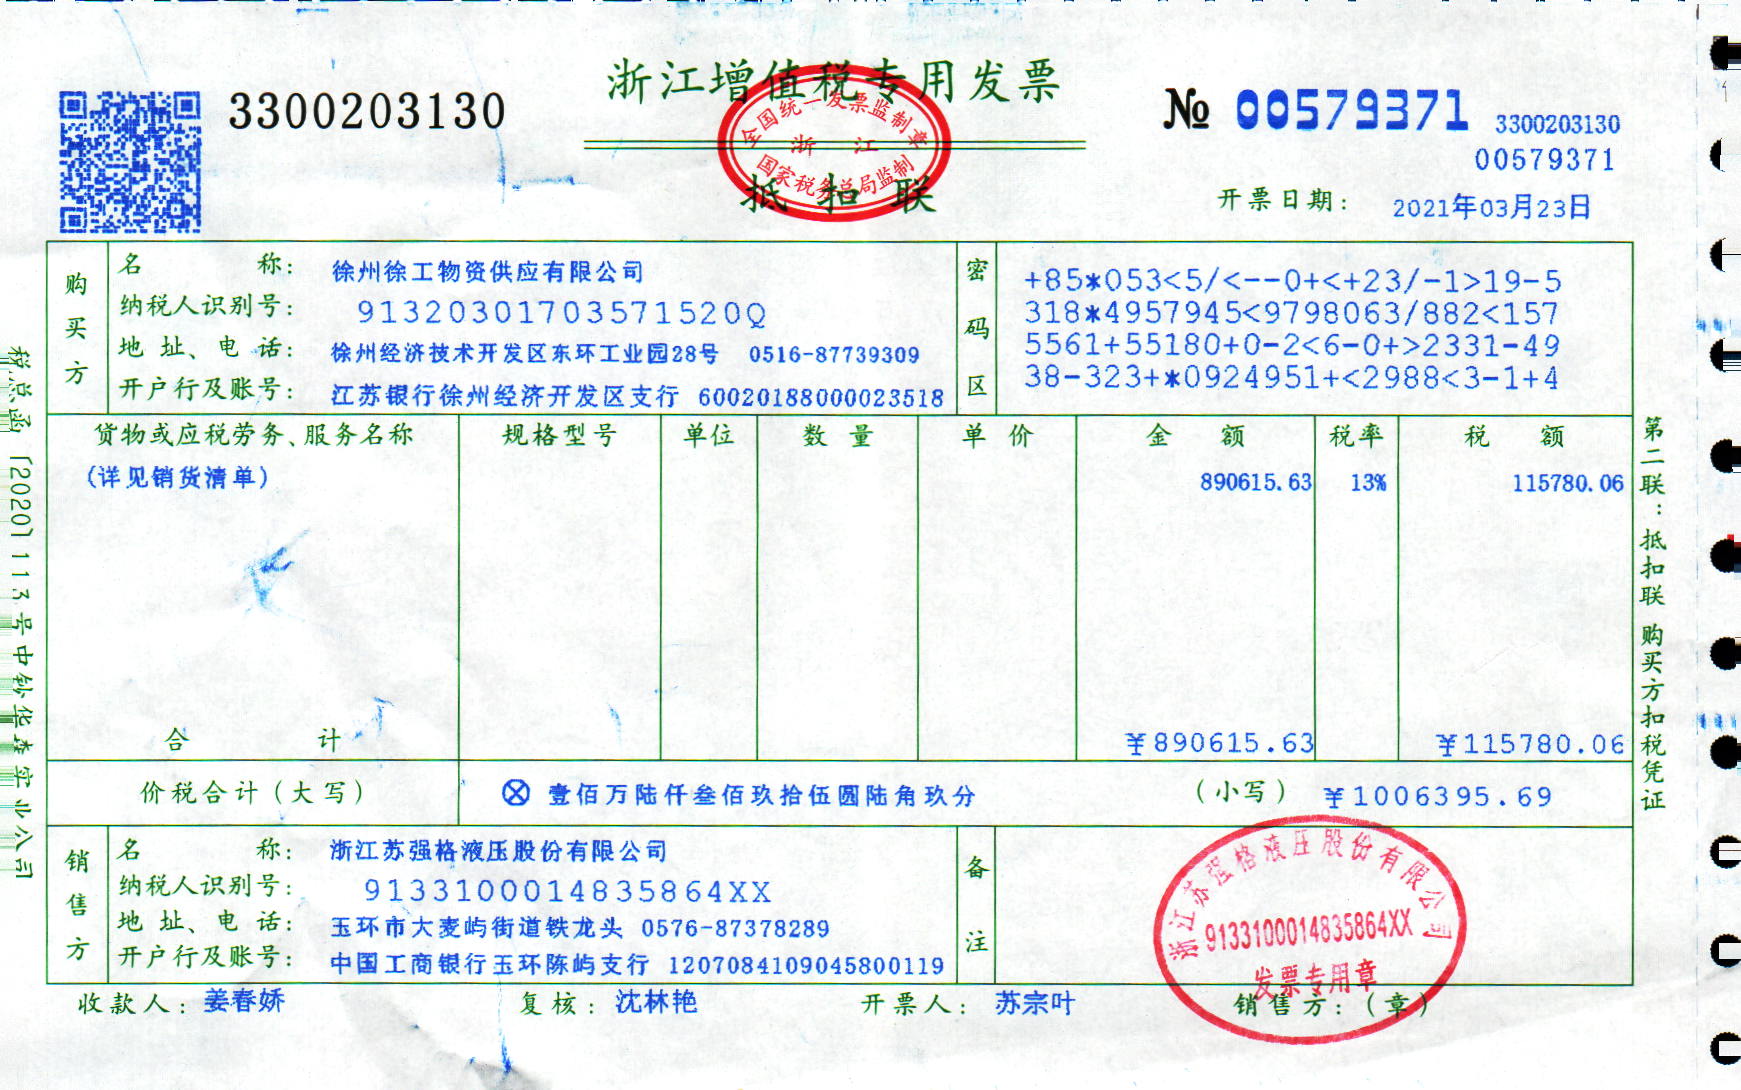 浙江增值税专用发票
3300203130
№ 00579371
3300203130
00579371
全国统一发票监制章
浙 江
国家税务总局监制
抵扣联
开票日期： 2021年03月23日
购买方
名 称： 徐州徐工物资供应有限公司
纳税人识别号： 91320301703571520Q
地 址、电 话： 徐州经济技术开发区东环工业园28号 0516-87739309
开户行及账号： 江苏银行徐州经济开发区支行 60020188000023518
密码区
+85*053<5/<--0+<+23/-1>19-5
318*4957945<9798063/882<157
5561+55180+0-2<6-0+>2331-49
38-323+*0924951+<2988<3-1+4
货物或应税劳务、服务名称 规格型号 单位 数 量 单 价 金 额 税率 税 额
(详见销货清单) 890615.63 13% 115780.06
合 计 ￥890615.63 ￥115780.06
价税合计（大写） ⊗ 壹佰万陆仟叁佰玖拾伍圆陆角玖分 （小写） ￥1006395.69
销售方
名 称： 浙江苏强格液压股份有限公司
纳税人识别号： 9133100014835864XX
地 址、电 话： 玉环市大麦屿街道铁龙头 0576-87378289
开户行及账号： 中国工商银行玉环陈屿支行 1207084109045800119
备注
浙江苏强格液压股份有限公司
9133100014835864XX
发票专用章
收款人： 姜春娇 复核： 沈林艳 开票人： 苏宗叶 销售方：（章）
第二联：抵扣联 购买方扣税凭证
税总函〔2020〕113号中钞华森实业公司